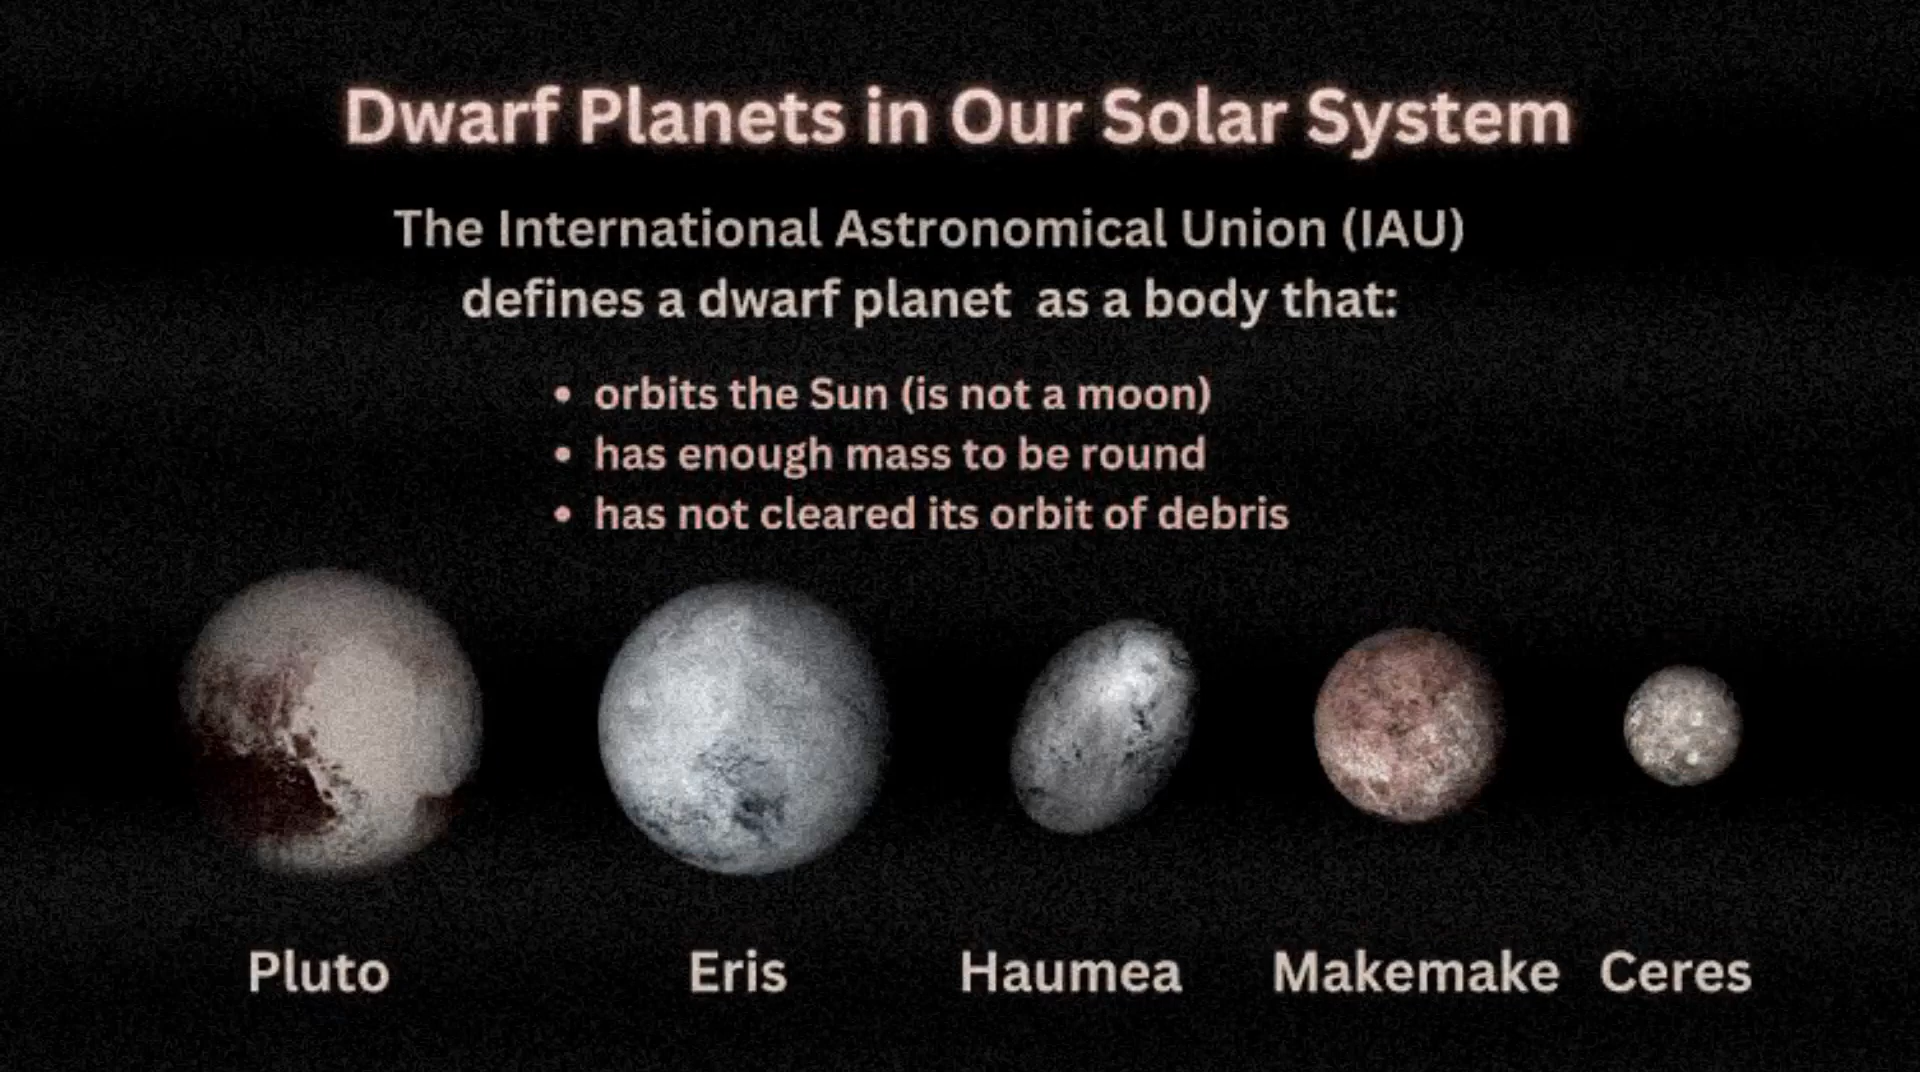 Dwarf Planets in Our Solar System
The International Astronomical Union (IAU)
defines a dwarf planet as a body that:
• orbits the Sun (is not a moon)
• has enough mass to be round
• has not cleared its orbit of debris
Pluto Eris Haumea Makemake Ceres